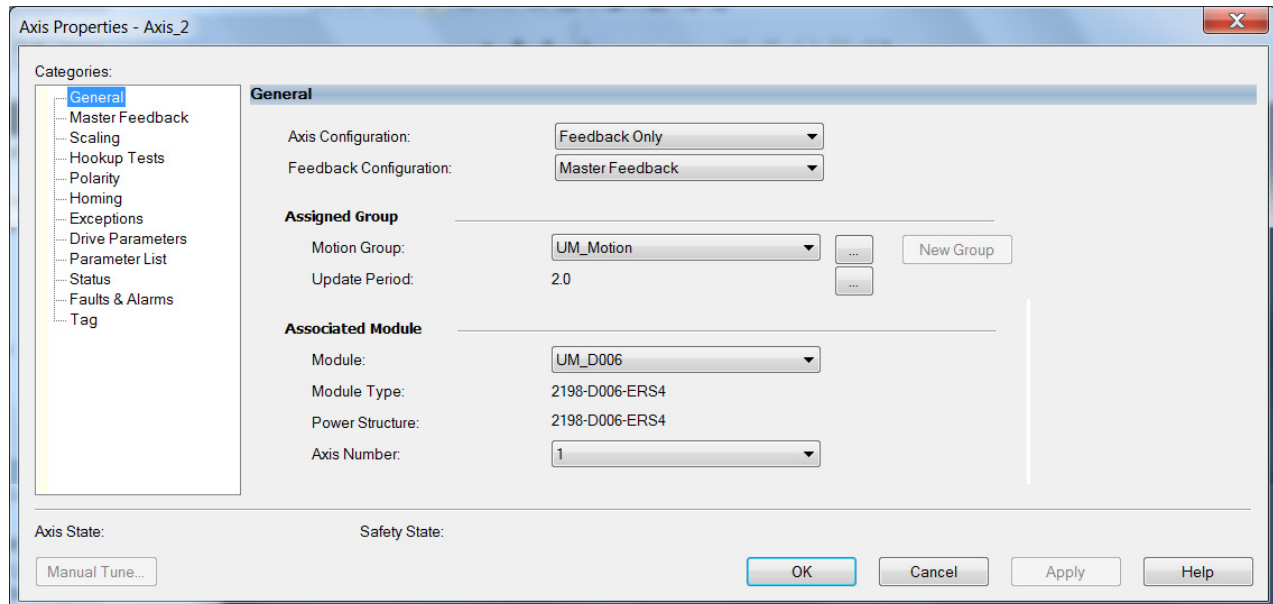 Axis Properties - Axis_2
X
Categories:
General
Master Feedback
Scaling
Hookup Tests
Polarity
Homing
Exceptions
Drive Parameters
Parameter List
Status
Faults & Alarms
Tag
General
Axis Configuration: Feedback Only
Feedback Configuration: Master Feedback
Assigned Group
Motion Group: UM_Motion ... New Group
Update Period: 2.0 ...
Associated Module
Module: UM_D006
Module Type: 2198-D006-ERS4
Power Structure: 2198-D006-ERS4
Axis Number: 1
Axis State: Safety State:
Manual Tune... OK Cancel Apply Help